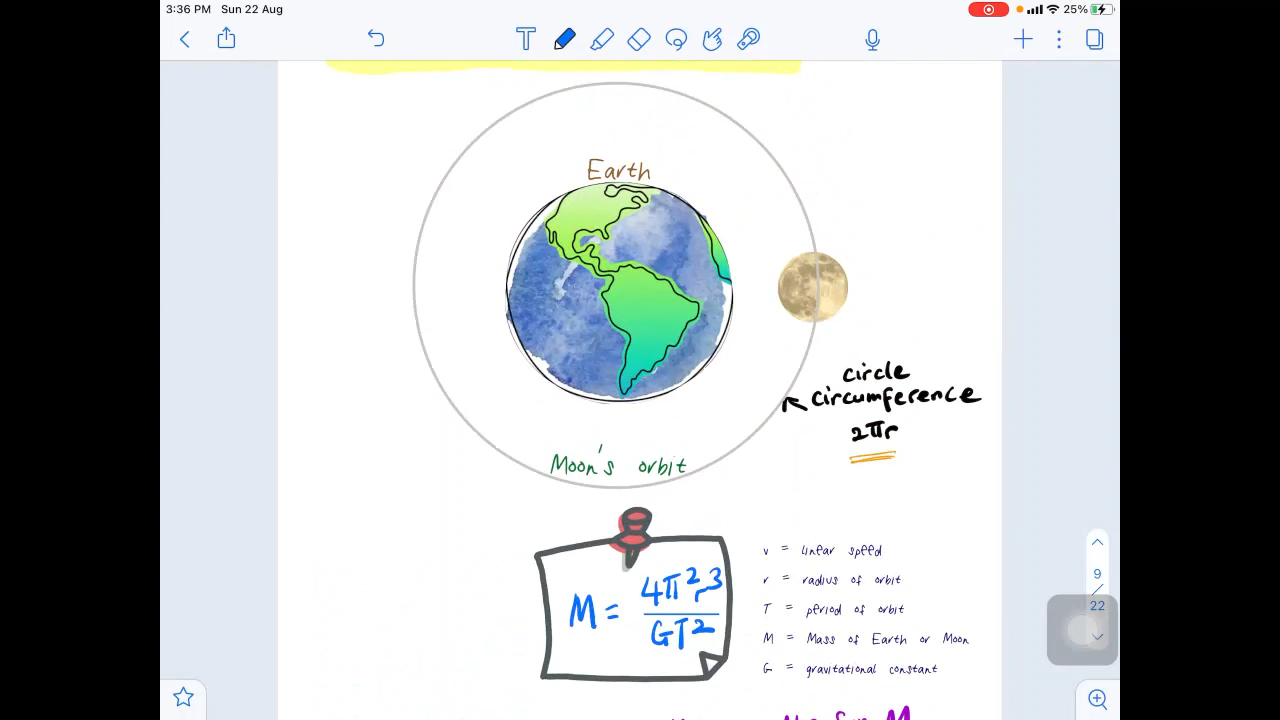 3:36 PM Sun 22 Aug
25%
T
Earth
circle
circumference
2πr
Moon's orbit
M = 4π²r³
GT²
v = linear speed
r = radius of orbit
T = period of orbit
M = Mass of Earth or Moon
G = gravitational constant
9
/
22